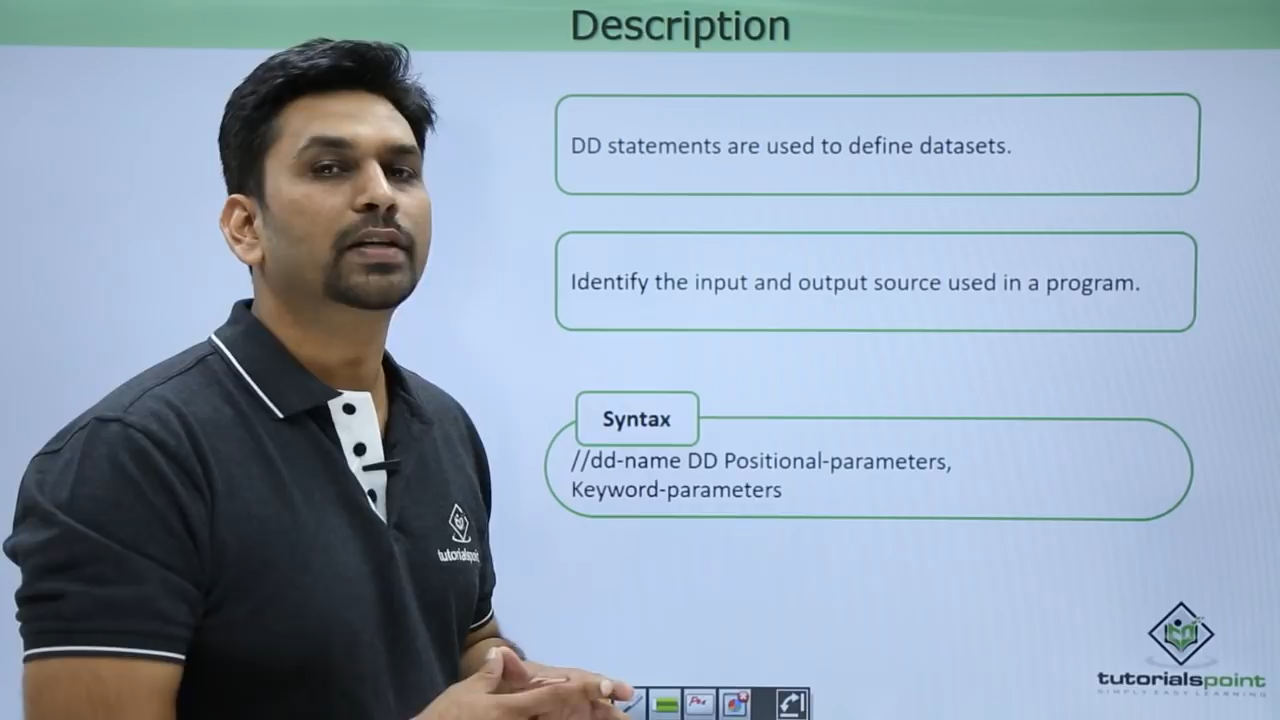 Description
DD statements are used to define datasets.
Identify the input and output source used in a program.
Syntax
//dd-name DD Positional-parameters,
Keyword-parameters
tutorialspoint
tutorialspoint
SIMPLY EASY LEARNING